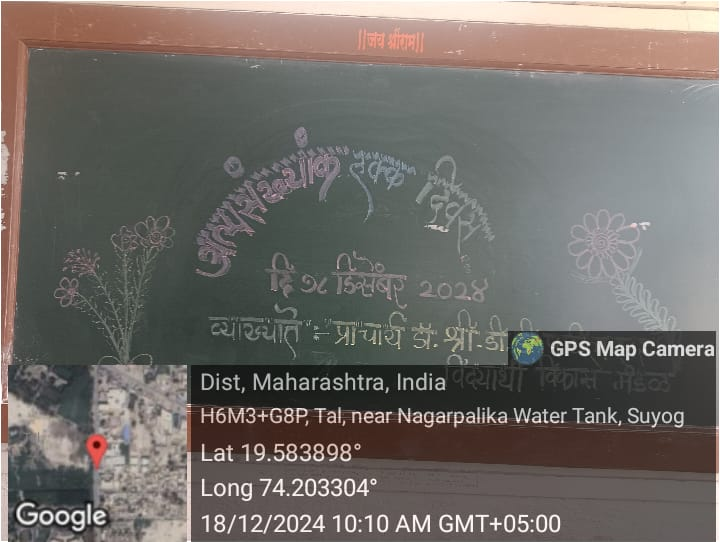 ||जय श्रीराम||
अल्पसंख्यांक हक्क दिवस
दि १८ डिसेंबर २०२४
व्याख्याते :- प्राचार्य डॉ. श्री. डी.
विद्यार्थी विकास मंडळ
GPS Map Camera
Dist, Maharashtra, India
H6M3+G8P, Tal, near Nagarpalika Water Tank, Suyog
Lat 19.583898°
Long 74.203304°
18/12/2024 10:10 AM GMT+05:00
Google